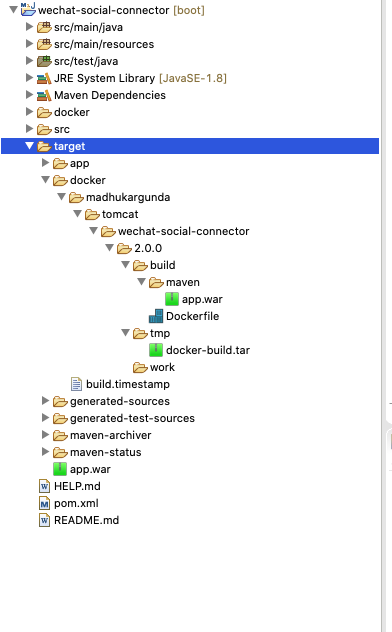 wechat-social-connector [boot]
src/main/java
src/main/resources
src/test/java
JRE System Library [JavaSE-1.8]
Maven Dependencies
docker
src
target
app
docker
madhukargunda
tomcat
wechat-social-connector
2.0.0
build
maven
app.war
Dockerfile
tmp
docker-build.tar
work
build.timestamp
generated-sources
generated-test-sources
maven-archiver
maven-status
app.war
HELP.md
pom.xml
README.md